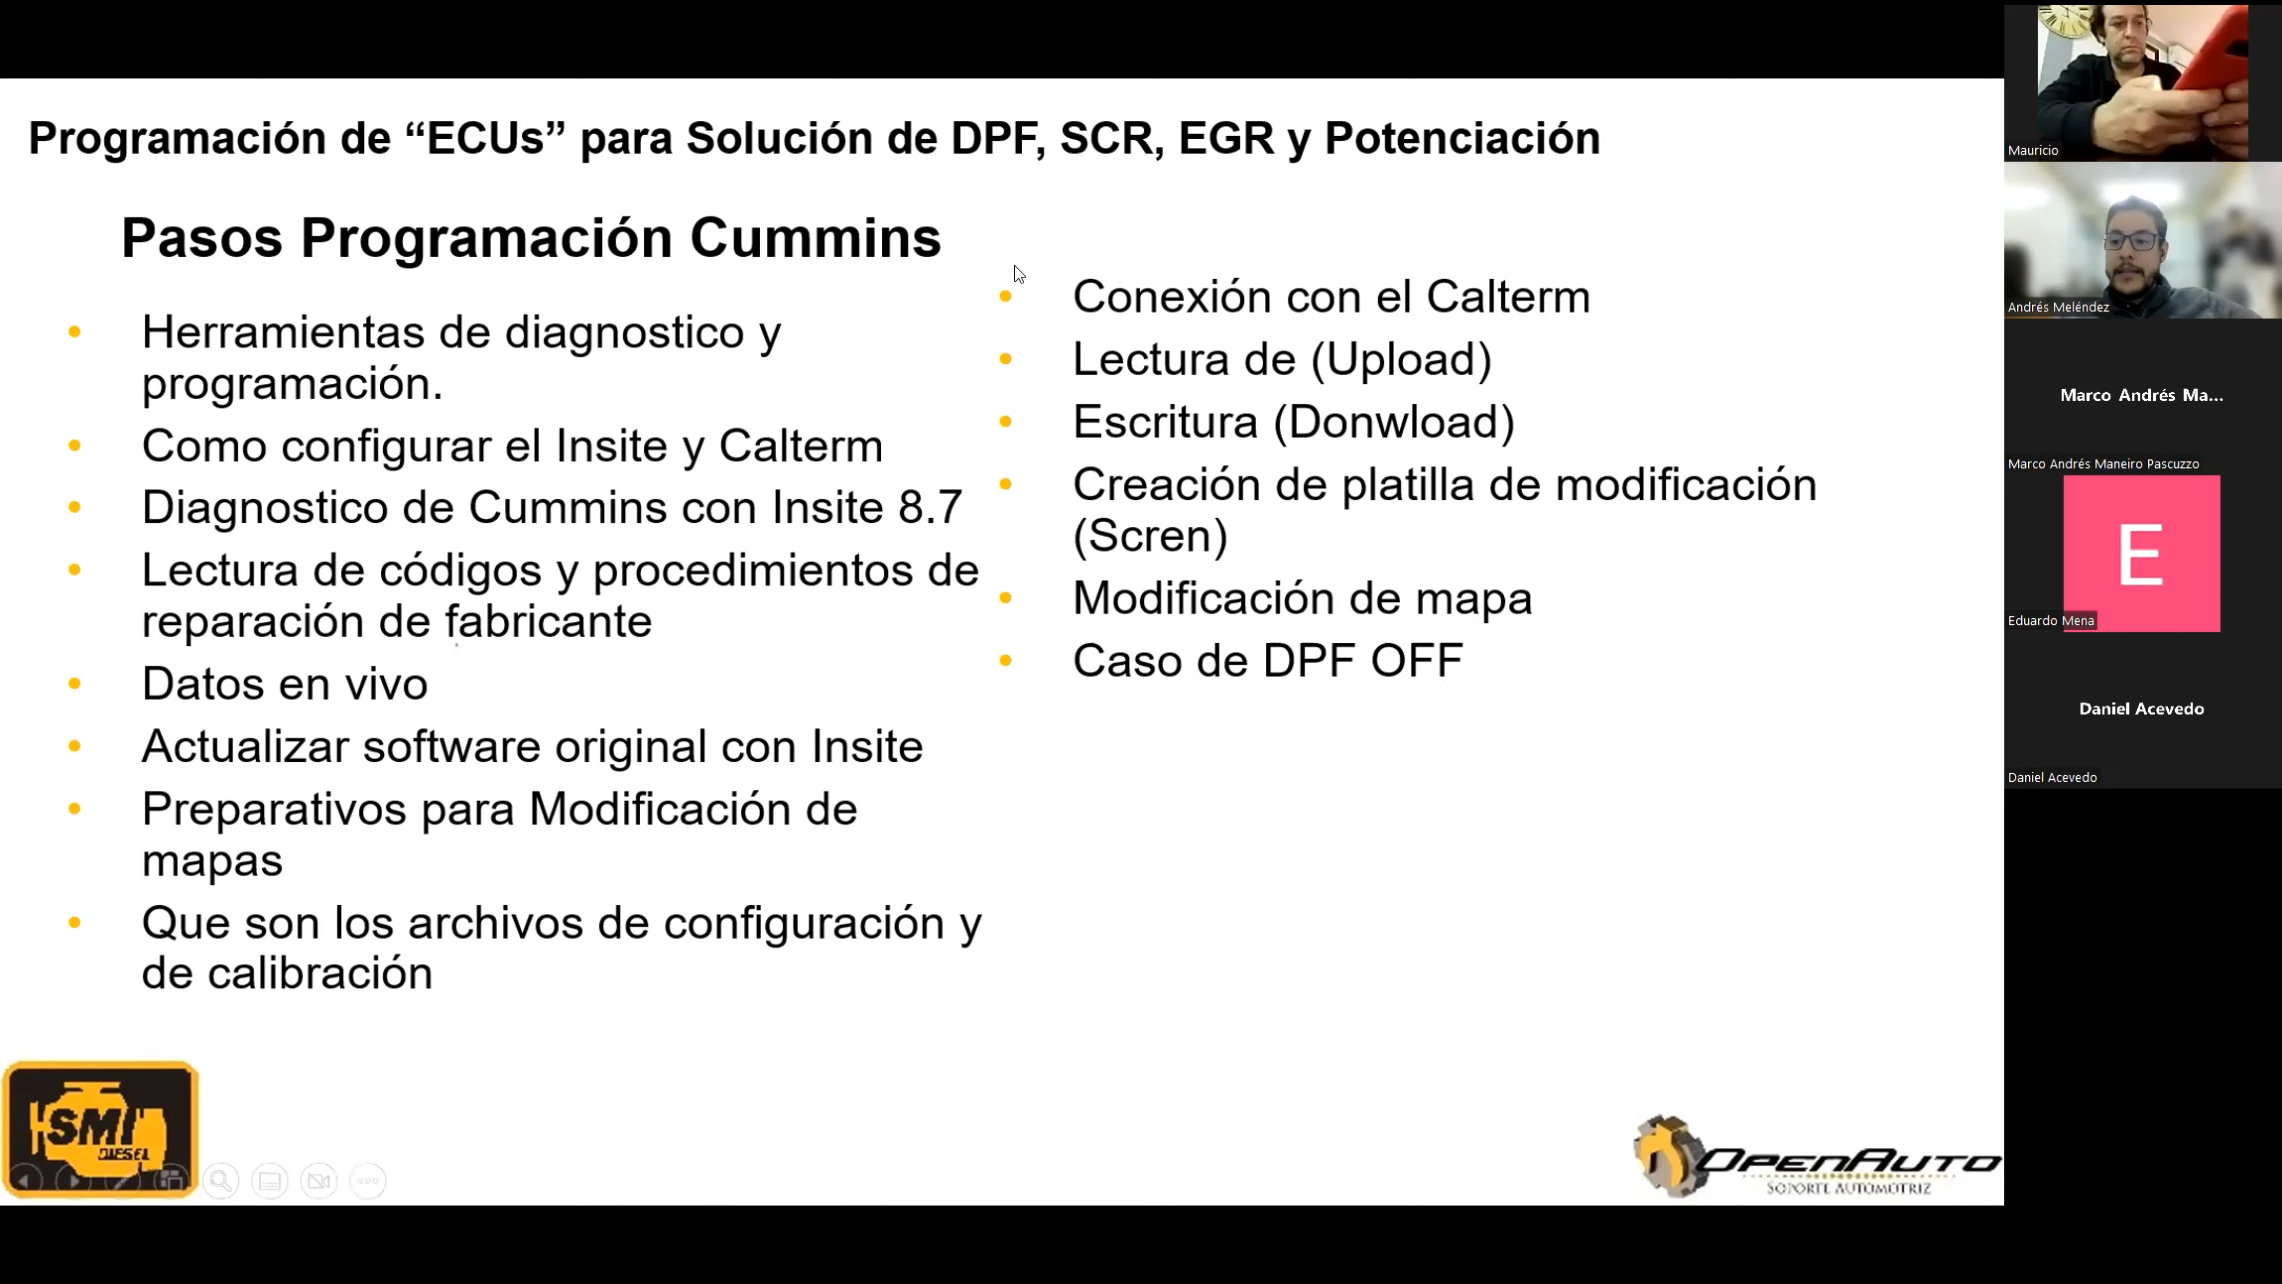 Programación de “ECUs” para Solución de DPF, SCR, EGR y Potenciación
Pasos Programación Cummins
Herramientas de diagnostico y
programación.
Como configurar el Insite y Calterm
Diagnostico de Cummins con Insite 8.7
Lectura de códigos y procedimientos de
reparación de fabricante
Datos en vivo
Actualizar software original con Insite
Preparativos para Modificación de
mapas
Que son los archivos de configuración y
de calibración
Conexión con el Calterm
Lectura de (Upload)
Escritura (Donwload)
Creación de platilla de modificación
(Scren)
Modificación de mapa
Caso de DPF OFF
SMI
DIESEL
OPENAUTO
SOPORTE AUTOMOTRIZ
Mauricio
Andrés Meléndez
Marco Andrés Ma...
Marco Andrés Maneiro Pascuzzo
E
Eduardo Mena
Daniel Acevedo
Daniel Acevedo